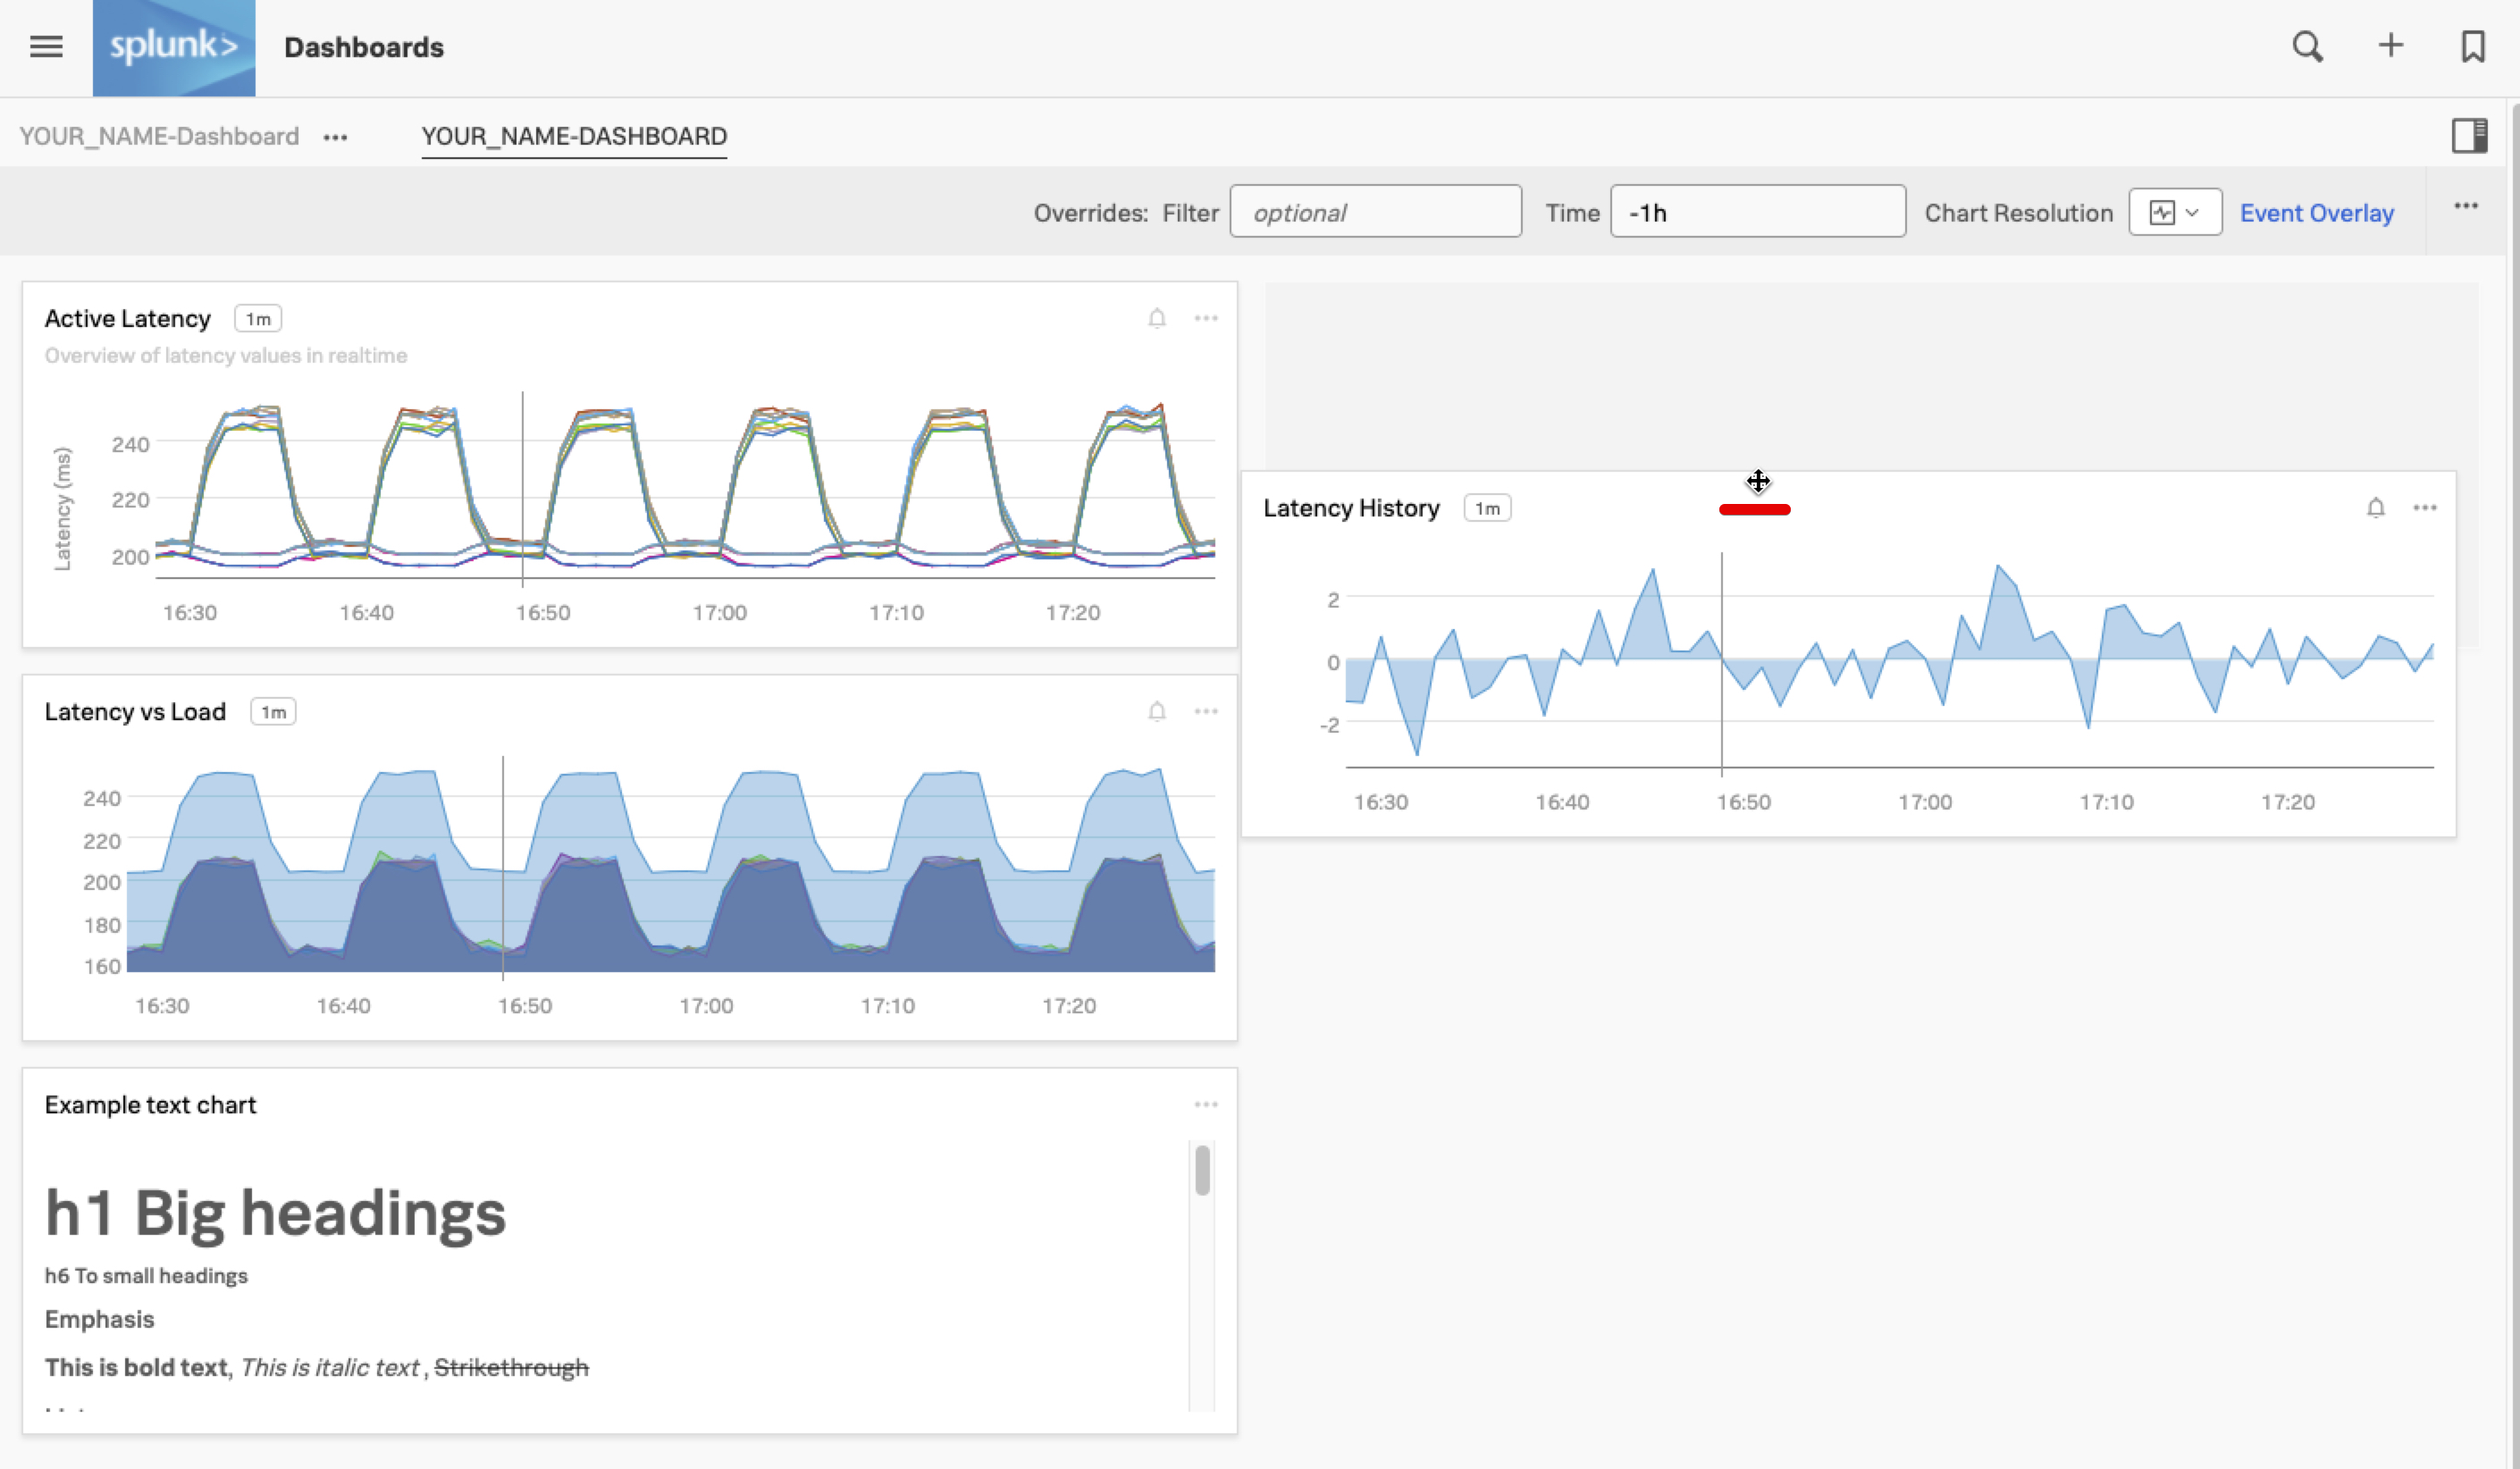 splunk> Dashboards
YOUR_NAME-Dashboard ··· YOUR_NAME-DASHBOARD
Overrides: Filter optional Time -1h Chart Resolution Event Overlay ···
Active Latency 1m
Overview of latency values in realtime
Latency (ms)
240
220
200
16:30 16:40 16:50 17:00 17:10 17:20
Latency History 1m
2
0
-2
16:30 16:40 16:50 17:00 17:10 17:20
Latency vs Load 1m
240
220
200
180
160
16:30 16:40 16:50 17:00 17:10 17:20
Example text chart
h1 Big headings
h6 To small headings
Emphasis
This is bold text, This is italic text , Strikethrough